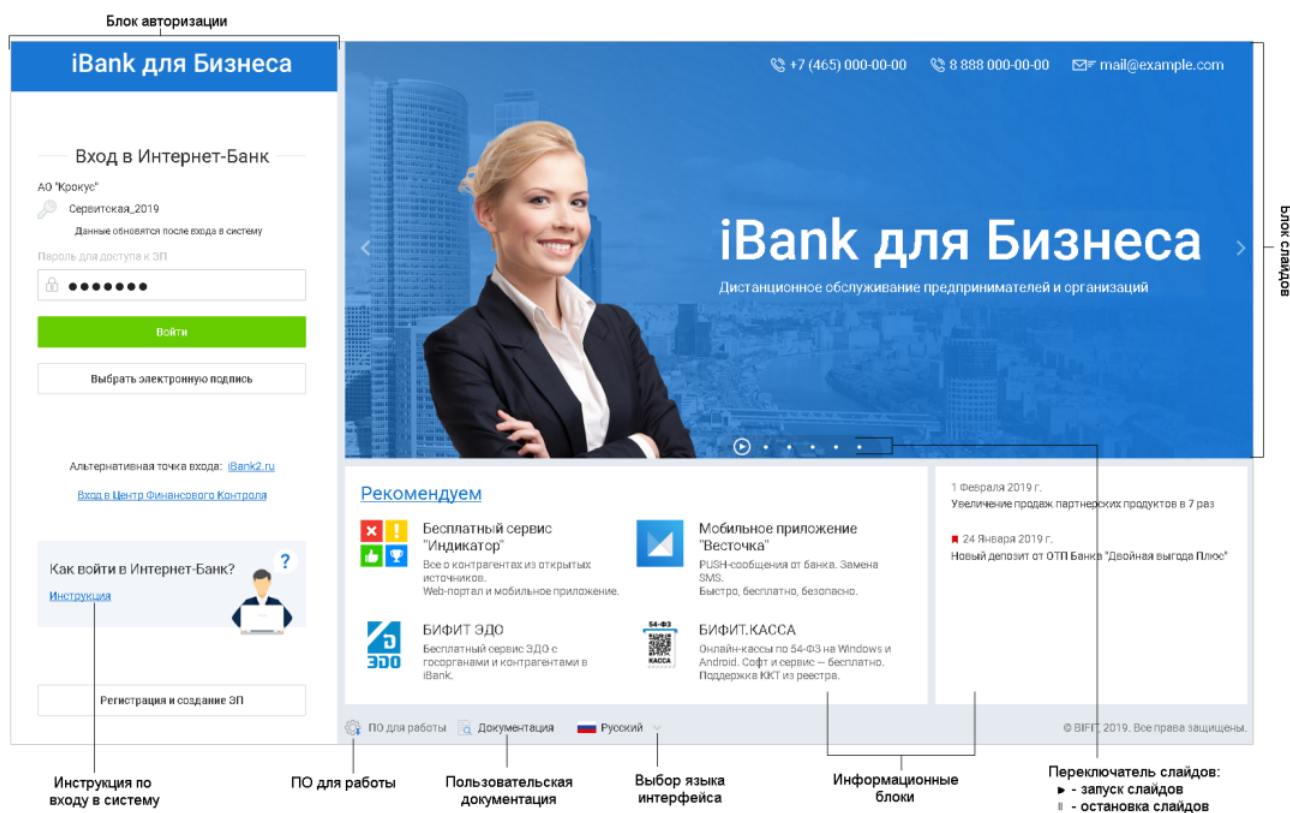 Блок авторизации
iBank для Бизнеса
+7 (465) 000-00-00
8 888 000-00-00
mail@example.com
Вход в Интернет-Банк
АО "Крокус"
Сервитская_2019
Данные обновятся после входа в систему
Пароль для доступа к ЭП
Войти
Выбрать электронную подпись
Альтернативная точка входа: iBank2.ru
Вход в Центр Финансового Контроля
Как войти в Интернет-Банк?
Инструкция
?
Регистрация и создание ЭП
iBank для Бизнеса
Дистанционное обслуживание предпринимателей и организаций
Блок слайдов
Рекомендуем
Бесплатный сервис
"Индикатор"
Все о контрагентах из открытых
источников.
Web-портал и мобильное приложение.
Мобильное приложение
"Весточка"
PUSH-сообщения от банка. Замена
SMS.
Быстро, бесплатно, безопасно.
ЭДО
БИФИТ ЭДО
Бесплатный сервис ЭДО с
госорганами и контрагентами в
iBank.
54-ФЗ
КАССА
БИФИТ.КАССА
Онлайн-кассы по 54-ФЗ на Windows и
Android. Софт и сервис — бесплатно.
Поддержка ККТ из реестра.
1 Февраля 2019 г.
Увеличение продаж партнерских продуктов в 7 раз
24 Января 2019 г.
Новый депозит от ОТП Банка "Двойная выгода Плюс"
ПО для работы
Документация
Русский
© BIFIT, 2019. Все права защищены.
Инструкция по
входу в систему
ПО для работы
Пользовательская
документация
Выбор языка
интерфейса
Информационные
блоки
Переключатель слайдов:
- запуск слайдов
- остановка слайдов